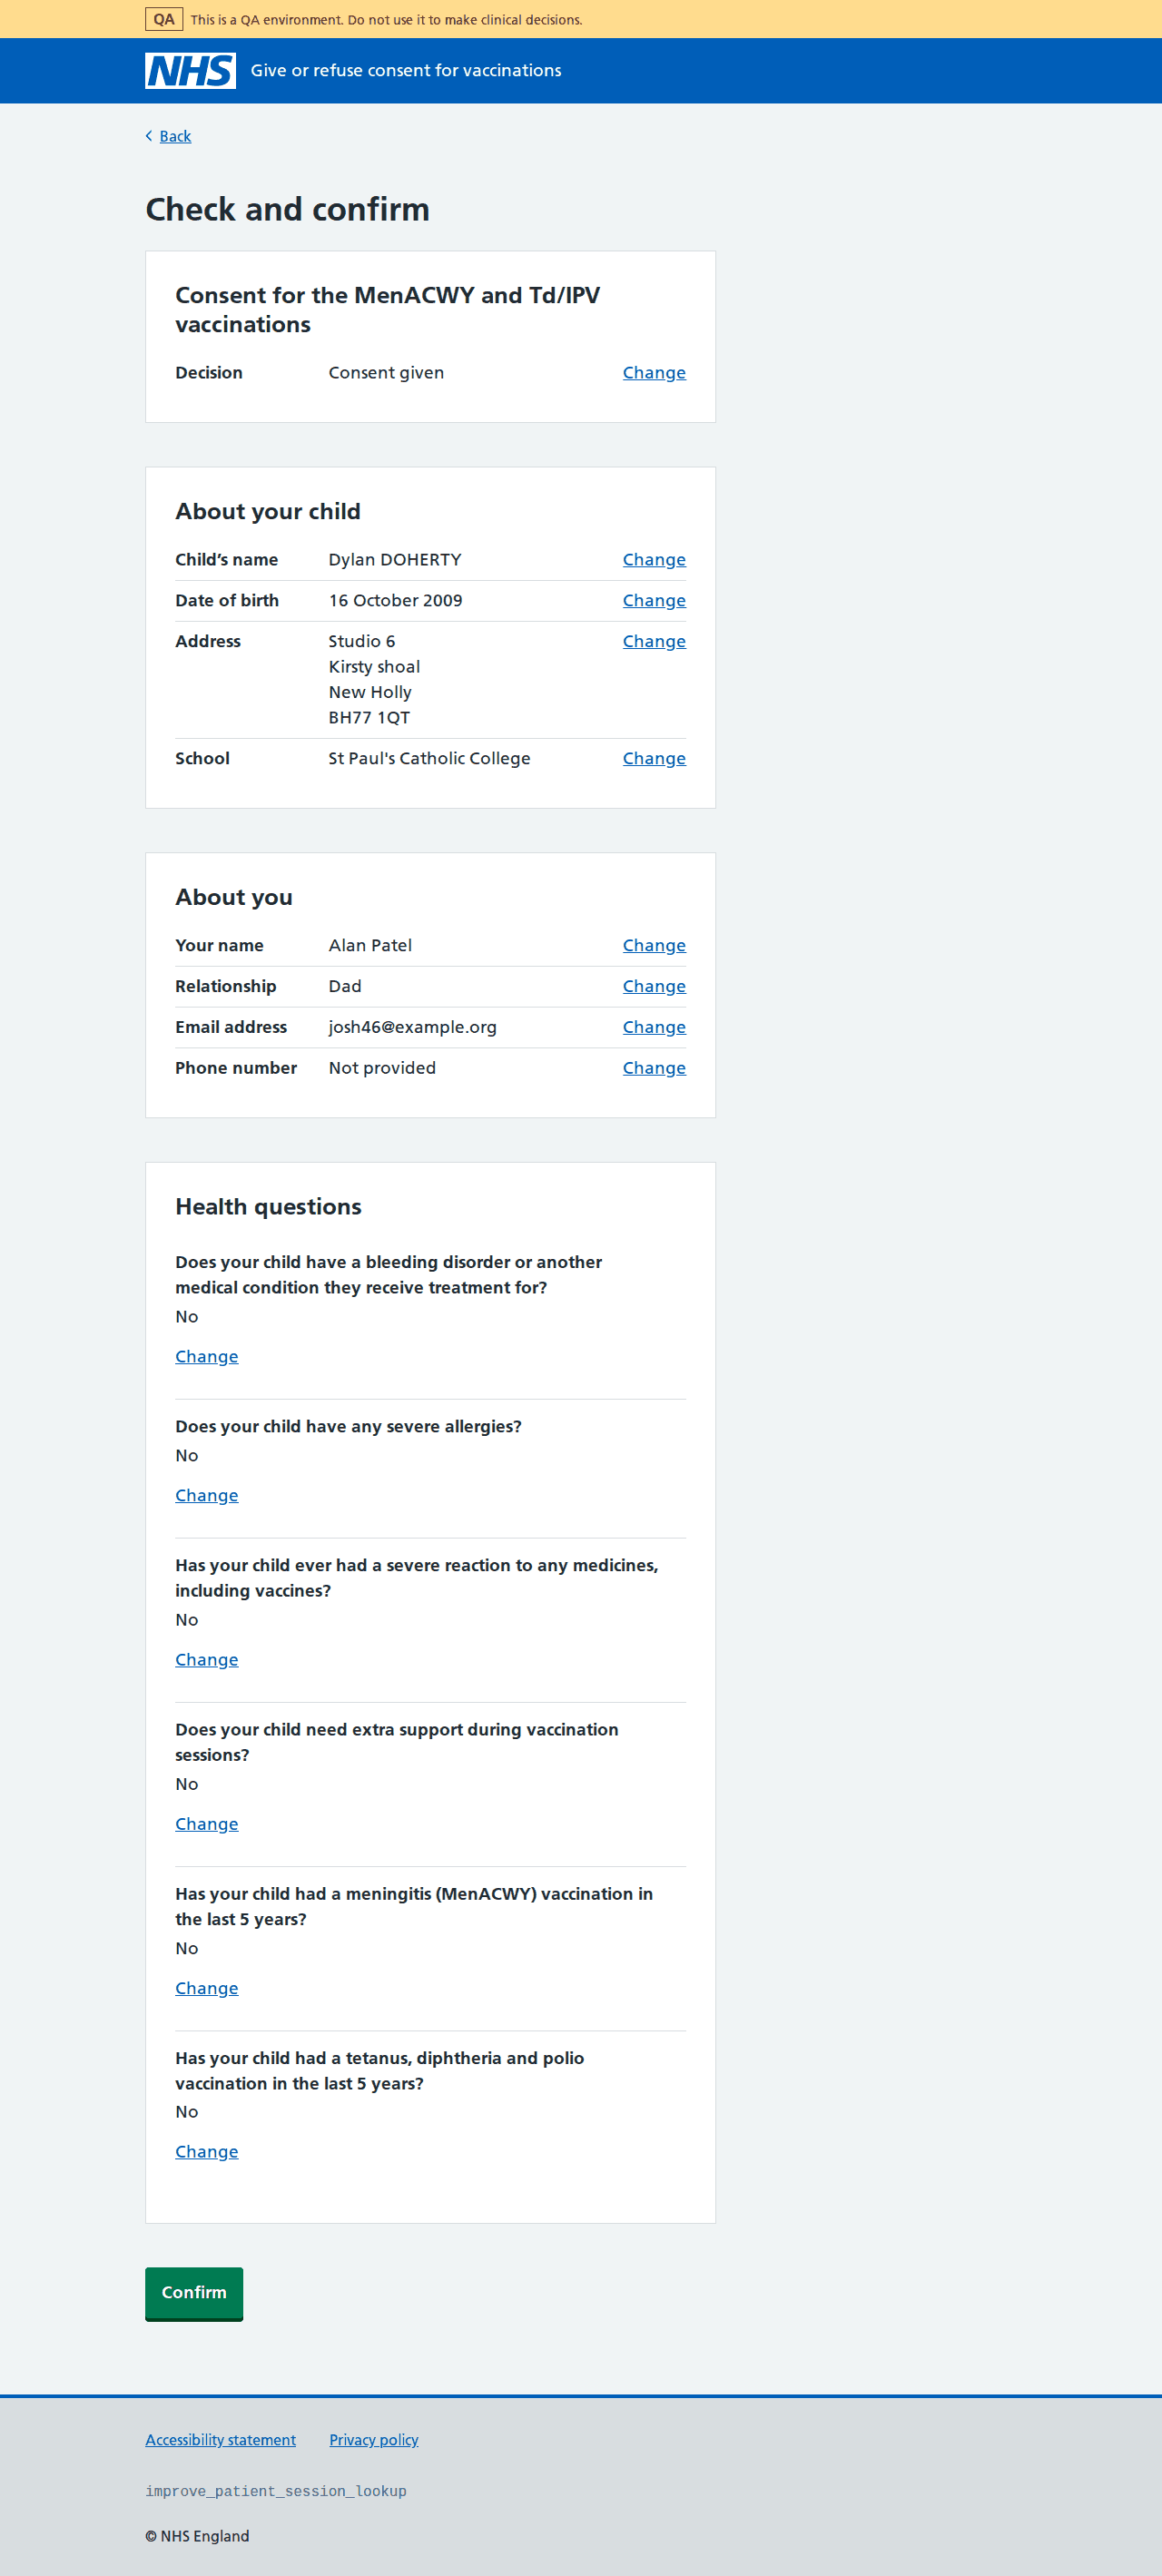 QA This is a QA environment. Do not use it to make clinical decisions.
NHS Give or refuse consent for vaccinations
Back
Check and confirm
Consent for the MenACWY and Td/IPV
vaccinations
Decision Consent given Change
About your child
Child’s name Dylan DOHERTY Change
Date of birth 16 October 2009 Change
Address Studio 6 Change
Kirsty shoal
New Holly
BH77 1QT
School St Paul's Catholic College Change
About you
Your name Alan Patel Change
Relationship Dad Change
Email address josh46@example.org Change
Phone number Not provided Change
Health questions
Does your child have a bleeding disorder or another
medical condition they receive treatment for?
No
Change
Does your child have any severe allergies?
No
Change
Has your child ever had a severe reaction to any medicines,
including vaccines?
No
Change
Does your child need extra support during vaccination
sessions?
No
Change
Has your child had a meningitis (MenACWY) vaccination in
the last 5 years?
No
Change
Has your child had a tetanus, diphtheria and polio
vaccination in the last 5 years?
No
Change
Confirm
Accessibility statement Privacy policy
improve_patient_session_lookup
© NHS England